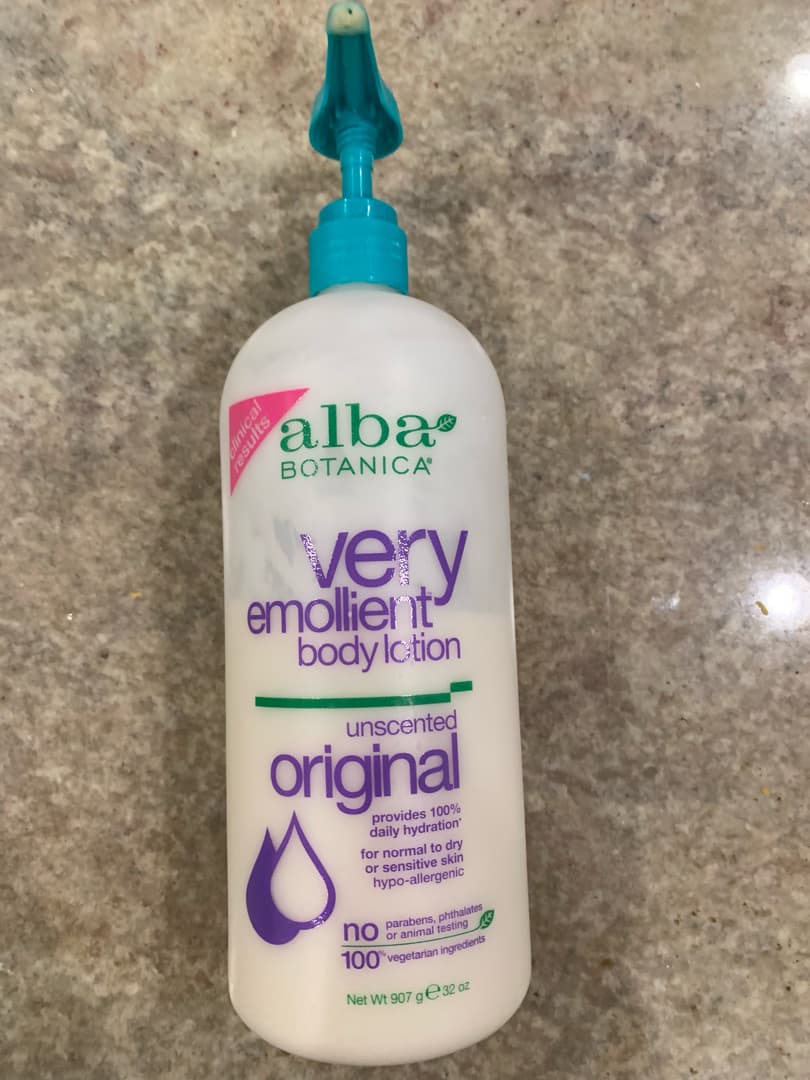 clinical
results
alba
BOTANICA®
very
emollient™
body lotion
unscented
original
provides 100%
daily hydration*
for normal to dry
or sensitive skin
hypo-allergenic
no parabens, phthalates
or animal testing
100% vegetarian ingredients
Net Wt 907 g ℮ 32 oz